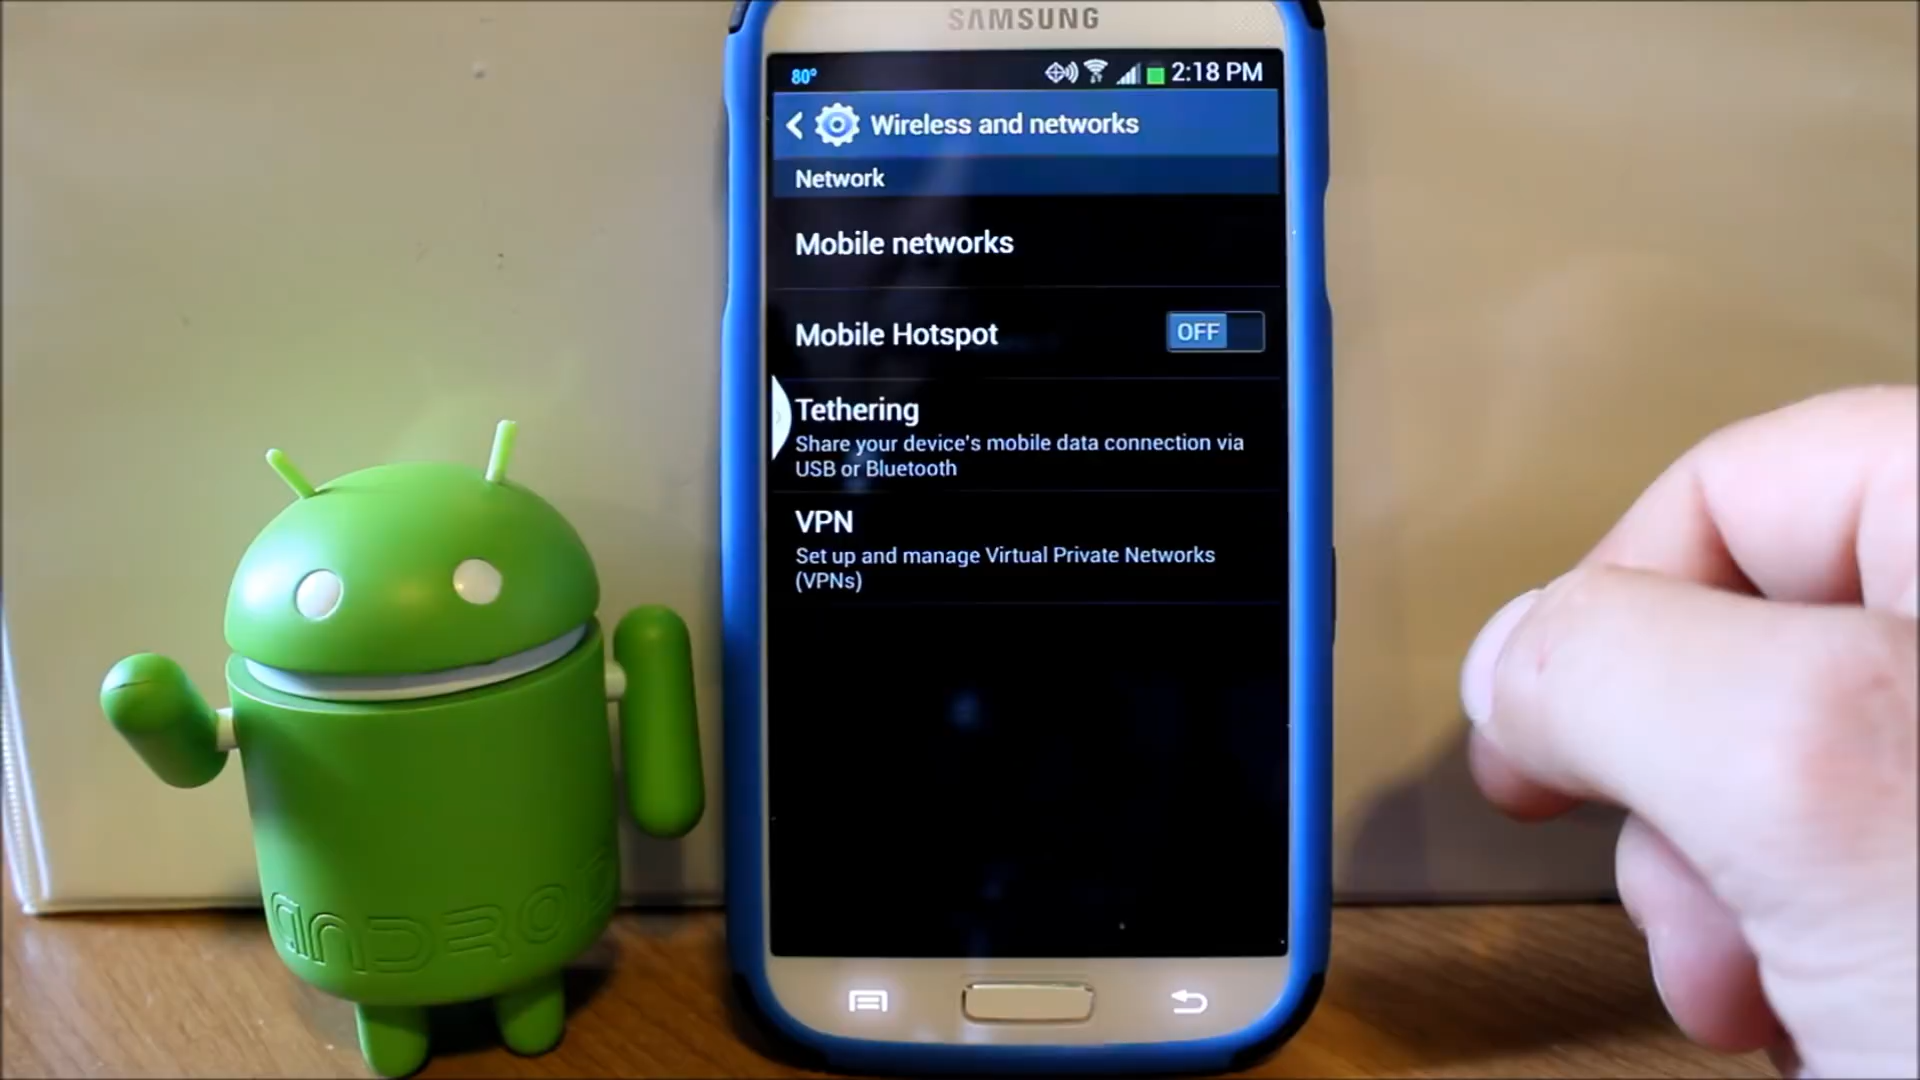 SAMSUNG
80° 2:18 PM
Wireless and networks
Network
Mobile networks
Mobile Hotspot OFF
Tethering
Share your device's mobile data connection via
USB or Bluetooth
VPN
Set up and manage Virtual Private Networks
(VPNs)
ANDROID